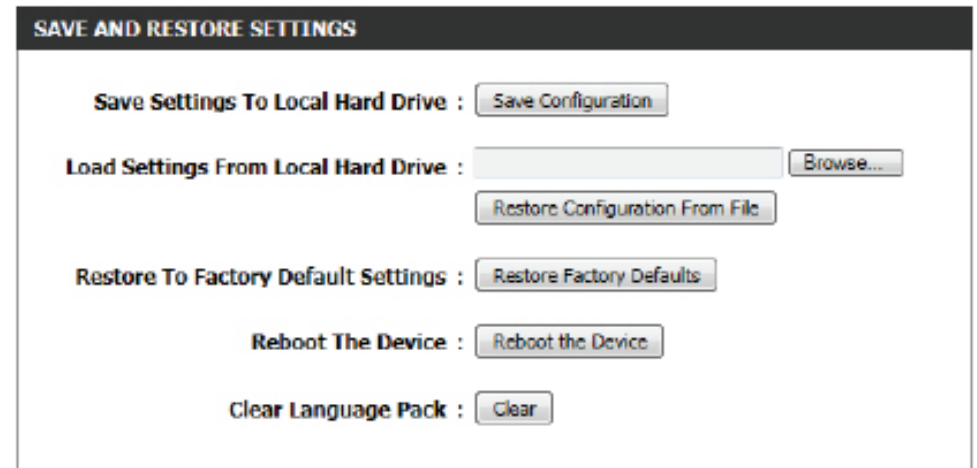 SAVE AND RESTORE SETTINGS
Save Settings To Local Hard Drive : Save Configuration
Load Settings From Local Hard Drive : Browse...
Restore Configuration From File
Restore To Factory Default Settings : Restore Factory Defaults
Reboot The Device : Reboot the Device
Clear Language Pack : Clear